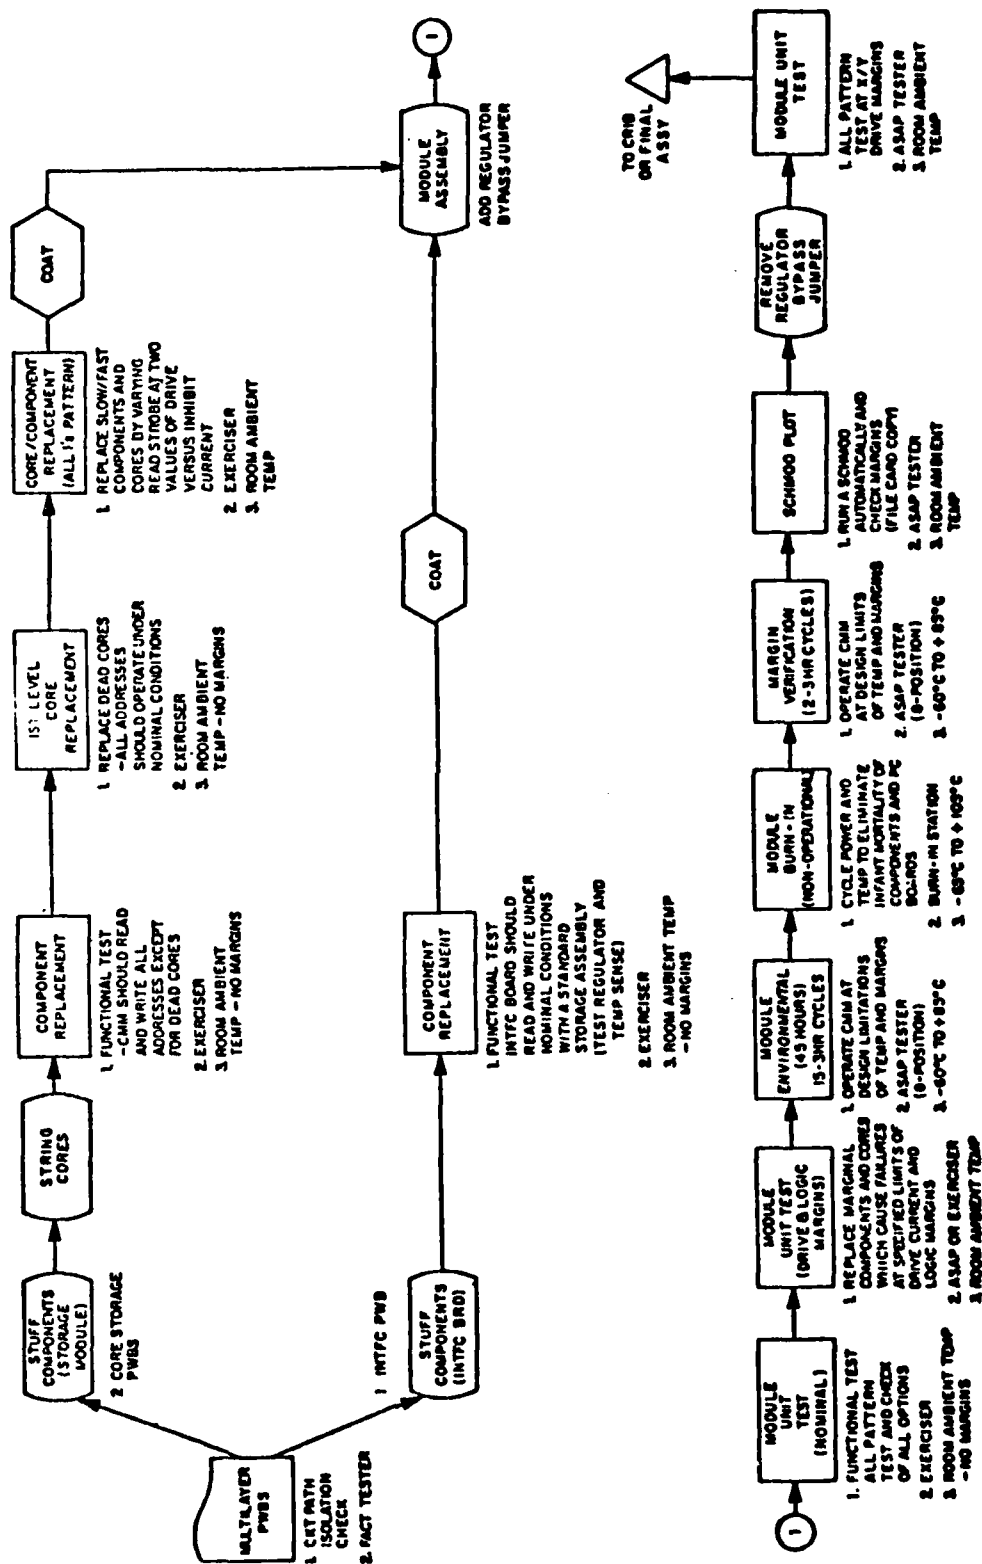 MULTILAYER
PWBS
1. CKT PATH
ISOLATION
CHECK
2. FACT TESTER
STUFF
COMPONENTS
(STORAGE
MODULE)
2 CORE STORAGE
PWBS
STRING
CORES
COMPONENT
REPLACEMENT
1. FUNCTIONAL TEST
- CMM SHOULD READ
AND WRITE ALL
ADDRESSES EXCEPT
FOR DEAD CORES
2. EXERCISER
3. ROOM AMBIENT
TEMP - NO MARGINS
1ST LEVEL
CORE
REPLACEMENT
1. REPLACE DEAD CORES
- ALL ADDRESSES
SHOULD OPERATE UNDER
NOMINAL CONDITIONS
2. EXERCISER
3. ROOM AMBIENT
TEMP - NO MARGINS
CORE/COMPONENT
REPLACEMENT
(ALL 1's PATTERN)
1. REPLACE SLOW/FAST
COMPONENTS AND
CORES BY VARYING
READ STROBE AT TWO
VALUES OF DRIVE
VERSUS INHIBIT
CURRENT
2. EXERCISER
3. ROOM AMBIENT
TEMP
COAT
1 INTFC PWB
STUFF
COMPONENTS
(INTFC BRD)
COMPONENT
REPLACEMENT
1. FUNCTIONAL TEST
INTFC BOARD SHOULD
READ AND WRITE UNDER
NOMINAL CONDITIONS
WITH A STANDARD
STORAGE ASSEMBLY
(TEST REGULATOR AND
TEMP SENSE)
2. EXERCISER
3. ROOM AMBIENT TEMP
- NO MARGINS
COAT
MODULE
ASSEMBLY
ADD REGULATOR
BYPASS JUMPER
1
1
MODULE
UNIT
TEST
(NOMINAL)
1. FUNCTIONAL TEST
ALL PATTERN
TEST AND CHECK
OF ALL OPTIONS
2. EXERCISER
3. ROOM AMBIENT TEMP
- NO MARGINS
MODULE
UNIT TEST
(DRIVE & LOGIC
MARGINS)
1. REPLACE MARGINAL
COMPONENTS AND CORES
WHICH CAUSE FAILURES
AT SPECIFIED LIMITS OF
DRIVE CURRENT AND
LOGIC MARGINS
2. ASAP OR EXERCISER
3. ROOM AMBIENT TEMP
MODULE
ENVIRONMENTAL
(45 HOURS)
15-3HR CYCLES
1. OPERATE CMM AT
DESIGN LIMITATIONS
OF TEMP AND MARGINS
2. ASAP TESTER
(8-POSITION)
3. -60°C TO +85°C
MODULE
BURN-IN
(NON-OPERATIONAL)
1. CYCLE POWER AND
TEMP TO ELIMINATE
INFANT MORTALITY OF
COMPONENTS AND PC
BOARDS
2. BURN-IN STATION
3. -65°C TO +105°C
MARGIN
VERIFICATION
(2-3HR CYCLES)
1. OPERATE CMM
AT DESIGN LIMITS
OF TEMP AND MARGINS
2. ASAP TESTER
(8-POSITION)
3. -60°C TO +85°C
SCHMOO PLOT
1. RUN A SCHMOO
AUTOMATICALLY AND
CHECK MARGINS
(FILE CARD COPY)
2. ASAP TESTER
3. ROOM AMBIENT
TEMP
REMOVE
REGULATOR
BYPASS
JUMPER
MODULE UNIT
TEST
1. ALL PATTERN
TEST AT X/Y
DRIVE MARGINS
2. ASAP TESTER
3. ROOM AMBIENT
TEMP
TO CRIB
OR FINAL
ASSY